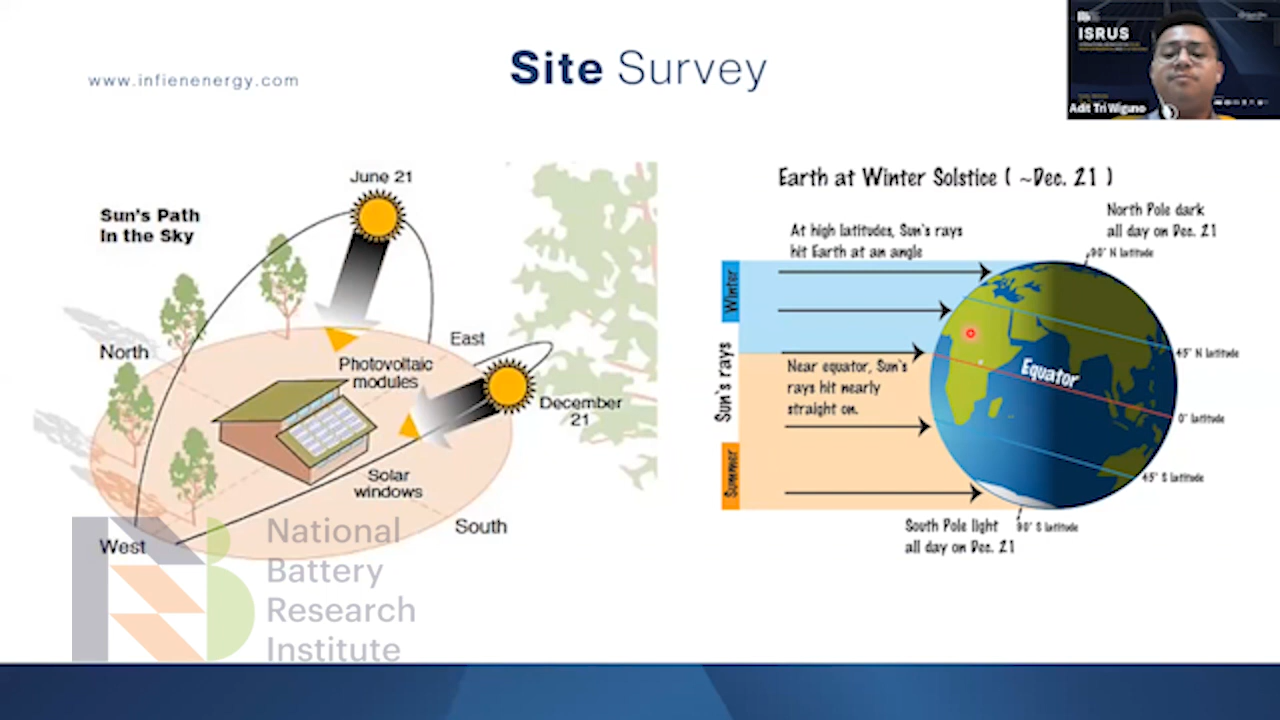 www.infienenergy.com
Site Survey
ISRUS
Adit Tri Wiguno
June 21
Sun's Path
In the Sky
North
East
Photovoltaic
modules
December
21
Solar
windows
South
West
Earth at Winter Solstice ( ~Dec. 21 )
North Pole dark
all day on Dec. 21
At high latitudes, Sun's rays
hit Earth at an angle
90° N latitude
Winter
Sun's rays
Summer
45° N latitude
Near equator, Sun's
rays hit nearly
straight on.
Equator
0° latitude
45° S latitude
South Pole light
all day on Dec. 21
90° S latitude
National
Battery
Research
Institute